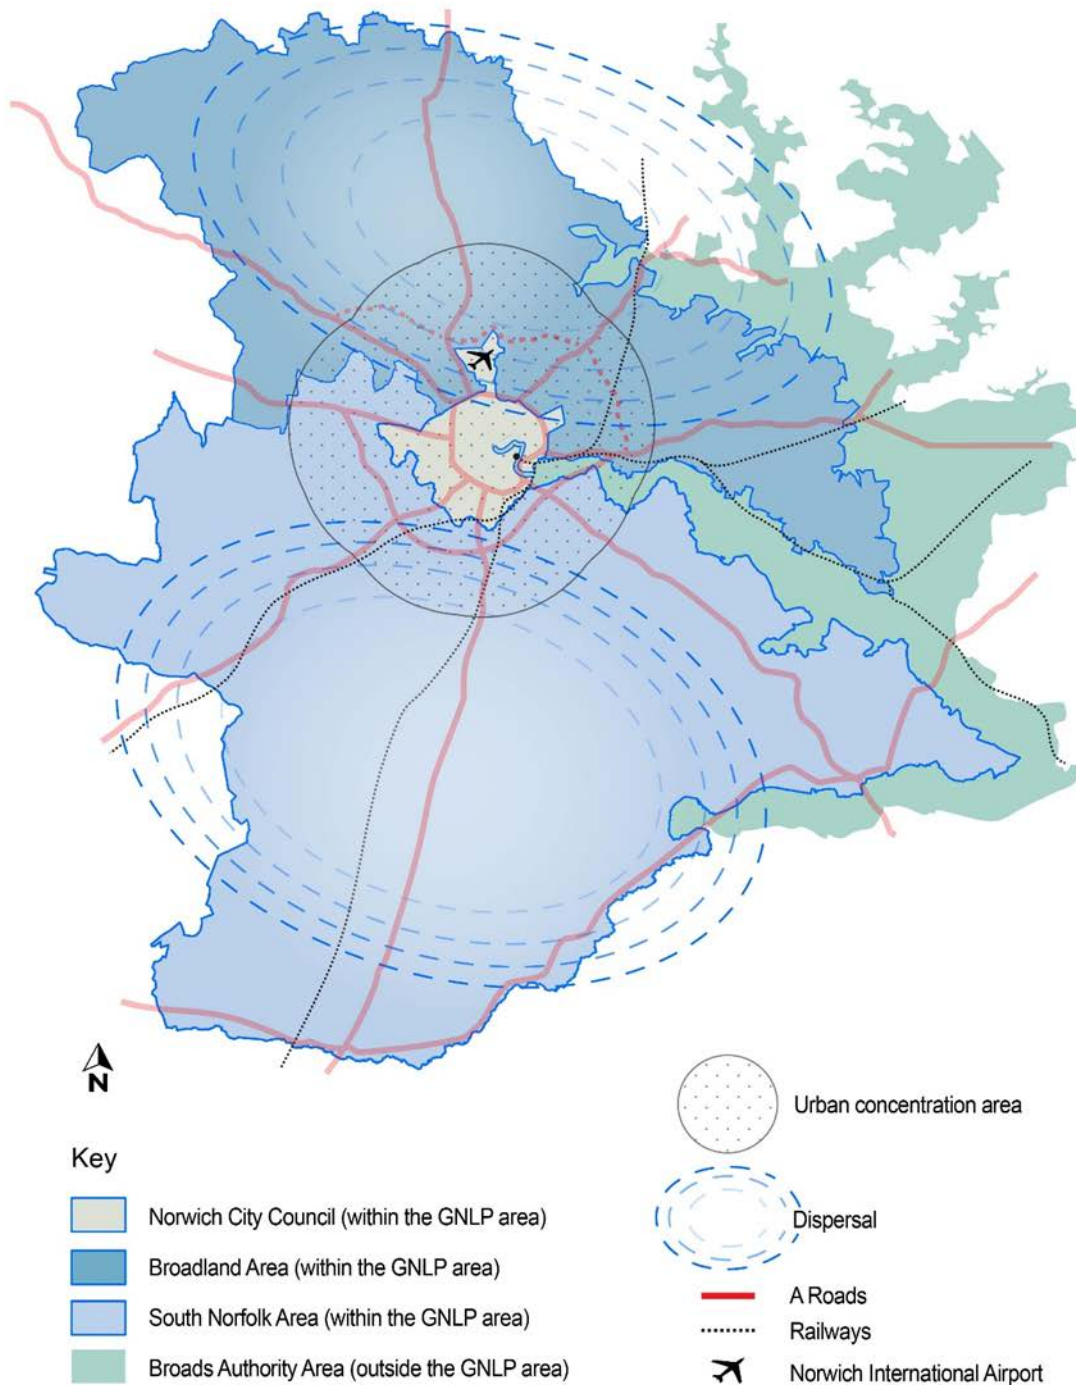 N
Key
Norwich City Council (within the GNLP area)
Broadland Area (within the GNLP area)
South Norfolk Area (within the GNLP area)
Broads Authority Area (outside the GNLP area)
Urban concentration area
Dispersal
A Roads
Railways
Norwich International Airport